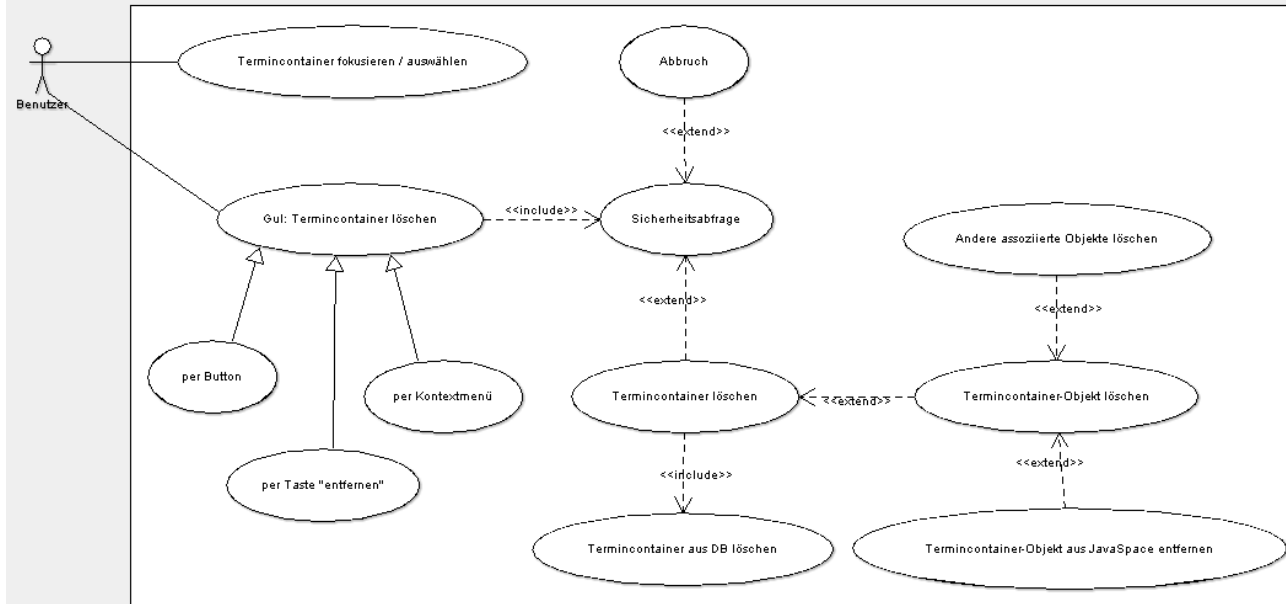 Termincontainer fokusieren / auswählen
Abbruch
Benutzer
<<extend>>
GuI: Termincontainer löschen
<<include>>
Sicherheitsabfrage
Andere assoziierte Objekte löschen
<<extend>>
<<extend>>
per Button
per Kontextmenü
Termincontainer löschen
<<extend>>
Termincontainer-Objekt löschen
per Taste "entfernen"
<<include>>
<<extend>>
Termincontainer aus DB löschen
Termincontainer-Objekt aus JavaSpace entfernen